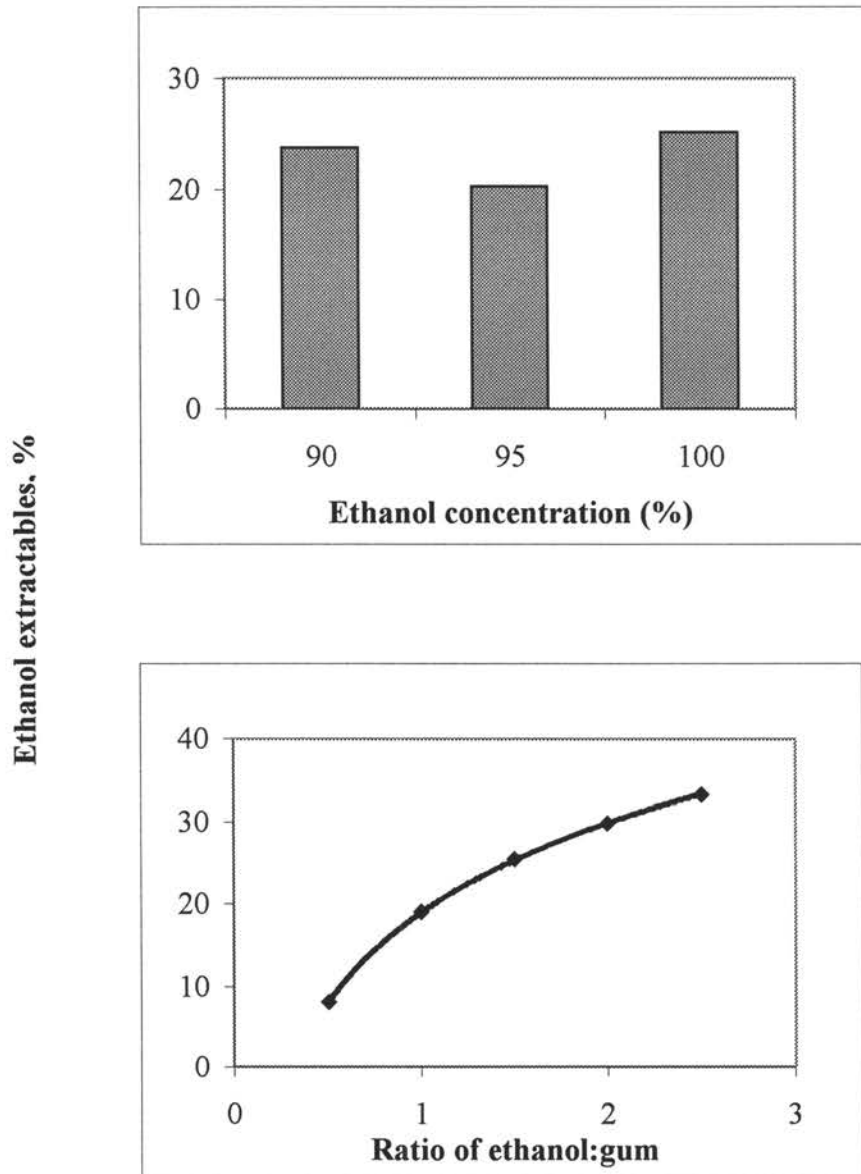 Ethanol extractables, %
30
20
10
0
90 95 100
Ethanol concentration (%)
40
30
20
10
0
0 1 2 3
Ratio of ethanol:gum